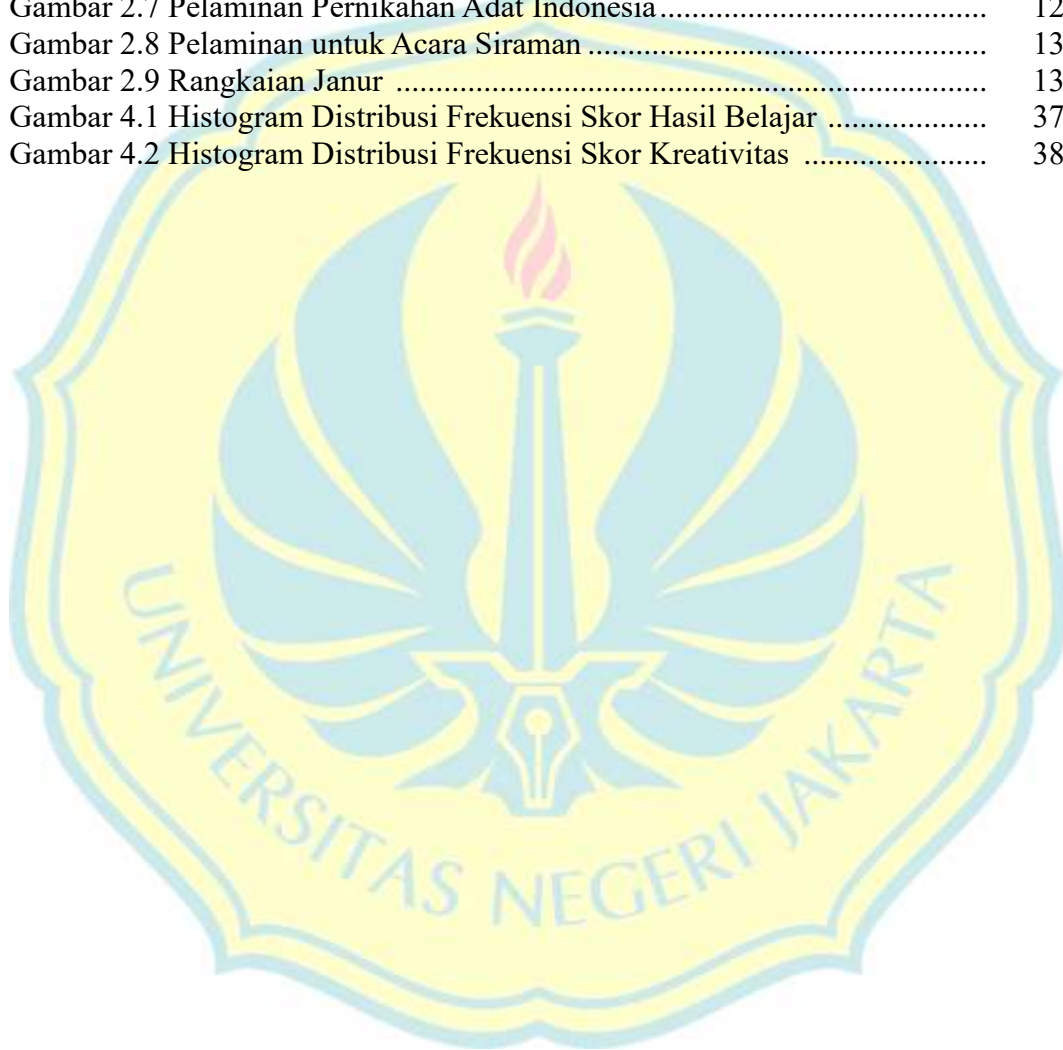 Gambar 2.7 Pelaminan Pernikahan Adat Indonesia ........................................ 12
Gambar 2.8 Pelaminan untuk Acara Siraman ................................................. 13
Gambar 2.9 Rangkaian Janur ........................................................................ 13
Gambar 4.1 Histogram Distribusi Frekuensi Skor Hasil Belajar ................... 37
Gambar 4.2 Histogram Distribusi Frekuensi Skor Kreativitas ...................... 38
UNIVERSITAS NEGERI JAKARTA